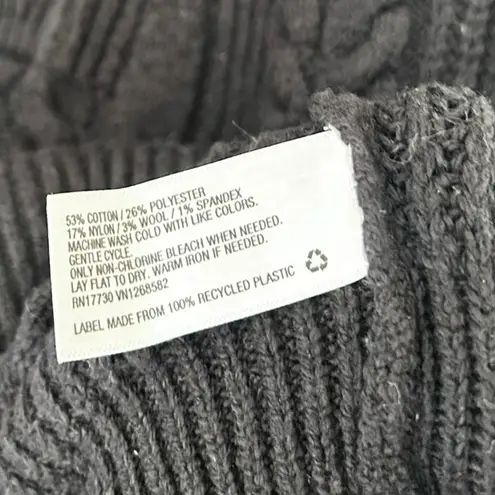 53% COTTON / 26% POLYESTER
17% NYLON / 3% WOOL / 1% SPANDEX
MACHINE WASH COLD WITH LIKE COLORS.
GENTLE CYCLE.
ONLY NON-CHLORINE BLEACH WHEN NEEDED.
LAY FLAT TO DRY. WARM IRON IF NEEDED.
RN17730 VN1268582
LABEL MADE FROM 100% RECYCLED PLASTIC